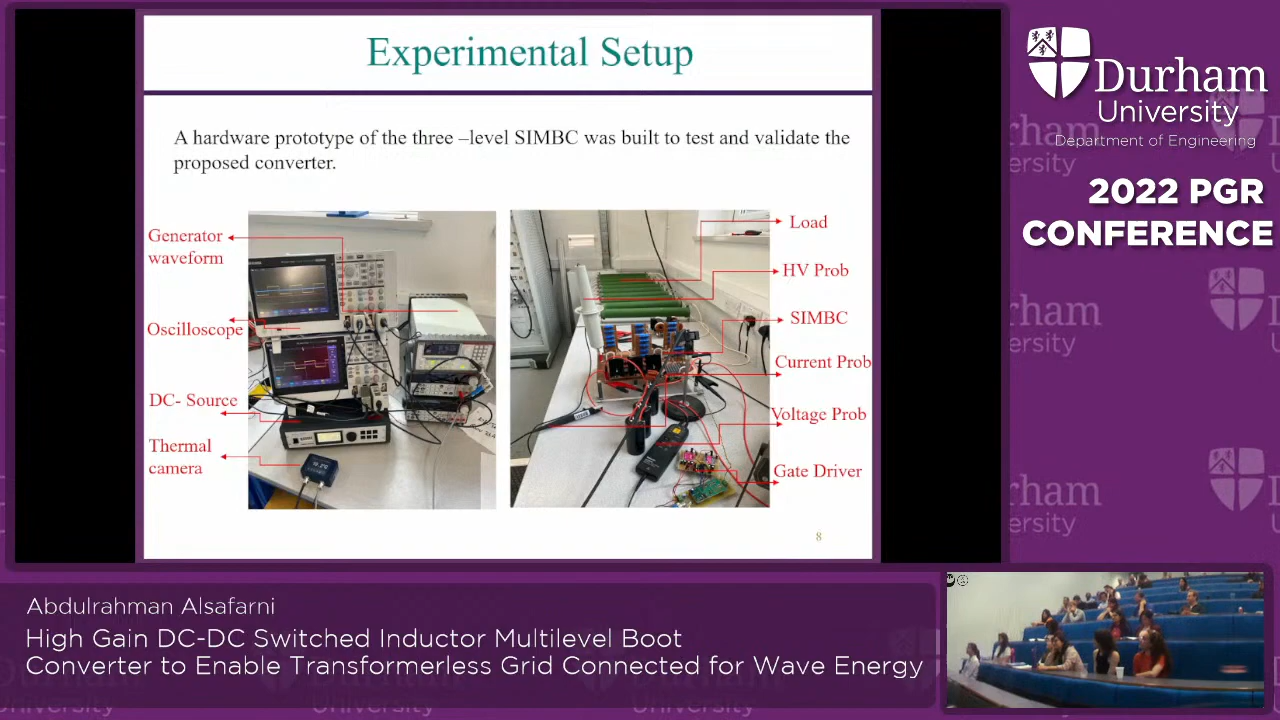 Experimental Setup
A hardware prototype of the three –level SIMBC was built to test and validate the
proposed converter.
Generator
waveform
Oscilloscope
DC- Source
Thermal
camera
Load
HV Prob
SIMBC
Current Prob
Voltage Prob
Gate Driver
8
Durham
University
Department of Engineering
2022 PGR
CONFERENCE
Abdulrahman Alsafarni
High Gain DC-DC Switched Inductor Multilevel Boot
Converter to Enable Transformerless Grid Connected for Wave Energy